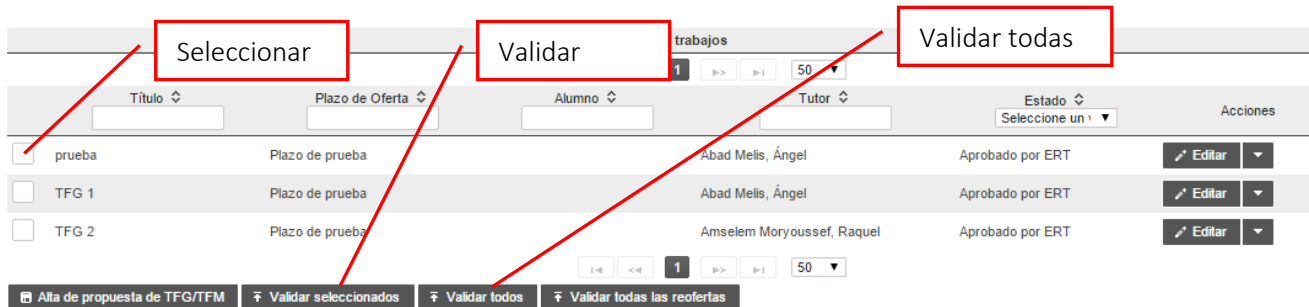 Seleccionar
Validar
Validar todas
trabajos
1 50
Título Plazo de Oferta Alumno Tutor Estado Acciones
Seleccione un
prueba Plazo de prueba Abad Melis, Ángel Aprobado por ERT Editar
TFG 1 Plazo de prueba Abad Melis, Ángel Aprobado por ERT Editar
TFG 2 Plazo de prueba Amselem Moryoussef, Raquel Aprobado por ERT Editar
1 50
Alta de propuesta de TFG/TFM Validar seleccionados Validar todos Validar todas las reofertas